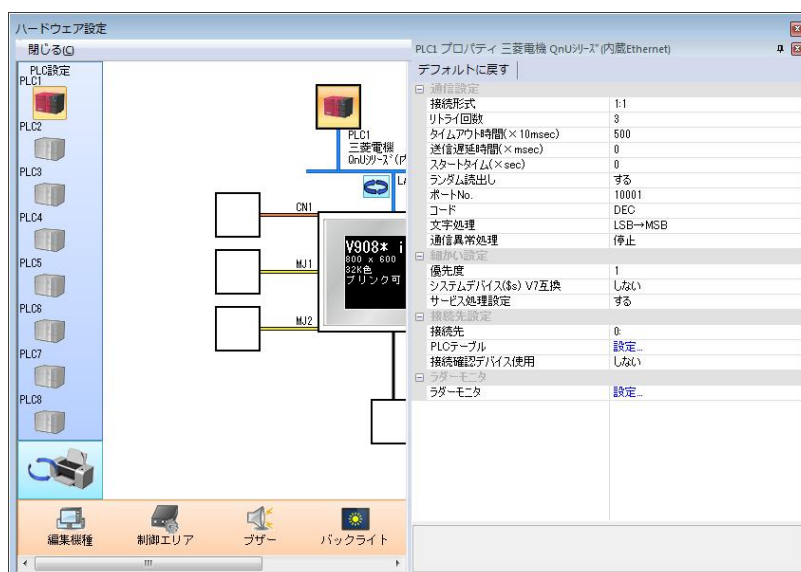 ハードウェア設定
閉じる(C)
PLC設定
PLC1
PLC2
PLC3
PLC4
PLC5
PLC6
PLC7
PLC8
PLC1
三菱電機
QnUシリーズ(内
LA
CN1
MJ1
MJ2
V908* i
800 x 600
32K色
ブリンク可
編集機種
制御エリア
ブザー
バックライト
PLC1 プロパティ 三菱電機 QnUシリーズ(内蔵Ethernet)
デフォルトに戻す
通信設定
接続形式 1:1
リトライ回数 3
タイムアウト時間(×10msec) 500
送信遅延時間(×msec) 0
スタートタイム(×sec) 0
ランダム読出し する
ポートNo. 10001
コード DEC
文字処理 LSB→MSB
通信異常処理 停止
細かい設定
優先度 1
システムデバイス($s) V7互換 しない
サービス処理設定 する
接続先設定
接続先 0:
PLCテーブル 設定...
接続確認デバイス使用 しない
ラダーモニタ
ラダーモニタ 設定...